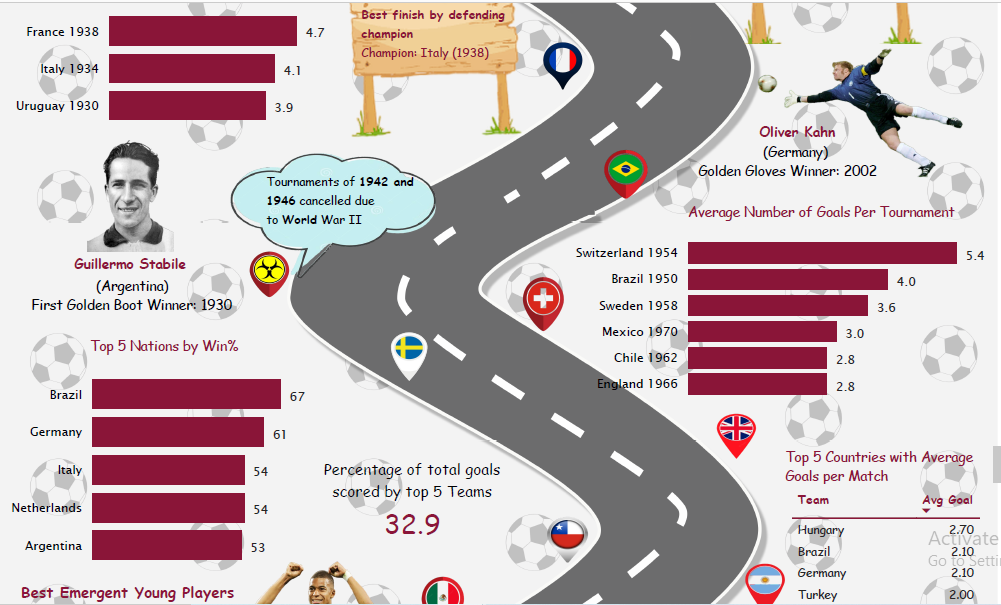 France 1938
4.7
Italy 1934
4.1
Uruguay 1930
3.9
Best finish by defending
champion
Champion: Italy (1938)
Oliver Kahn
(Germany)
Golden Gloves Winner: 2002
Tournaments of 1942 and
1946 cancelled due
to World War II
Guillermo Stabile
(Argentina)
First Golden Boot Winner: 1930
Average Number of Goals Per Tournament
Switzerland 1954
5.4
Brazil 1950
4.0
Sweden 1958
3.6
Mexico 1970
3.0
Chile 1962
2.8
England 1966
2.8
Top 5 Nations by Win%
Brazil
67
Germany
61
Italy
54
Netherlands
54
Argentina
53
Percentage of total goals
scored by top 5 Teams
32.9
Top 5 Countries with Average
Goals per Match
Team Avg Goal
Hungary 2.70
Brazil 2.10
Germany 2.10
Turkey 2.00
Activate
Go to Setti
Best Emergent Young Players